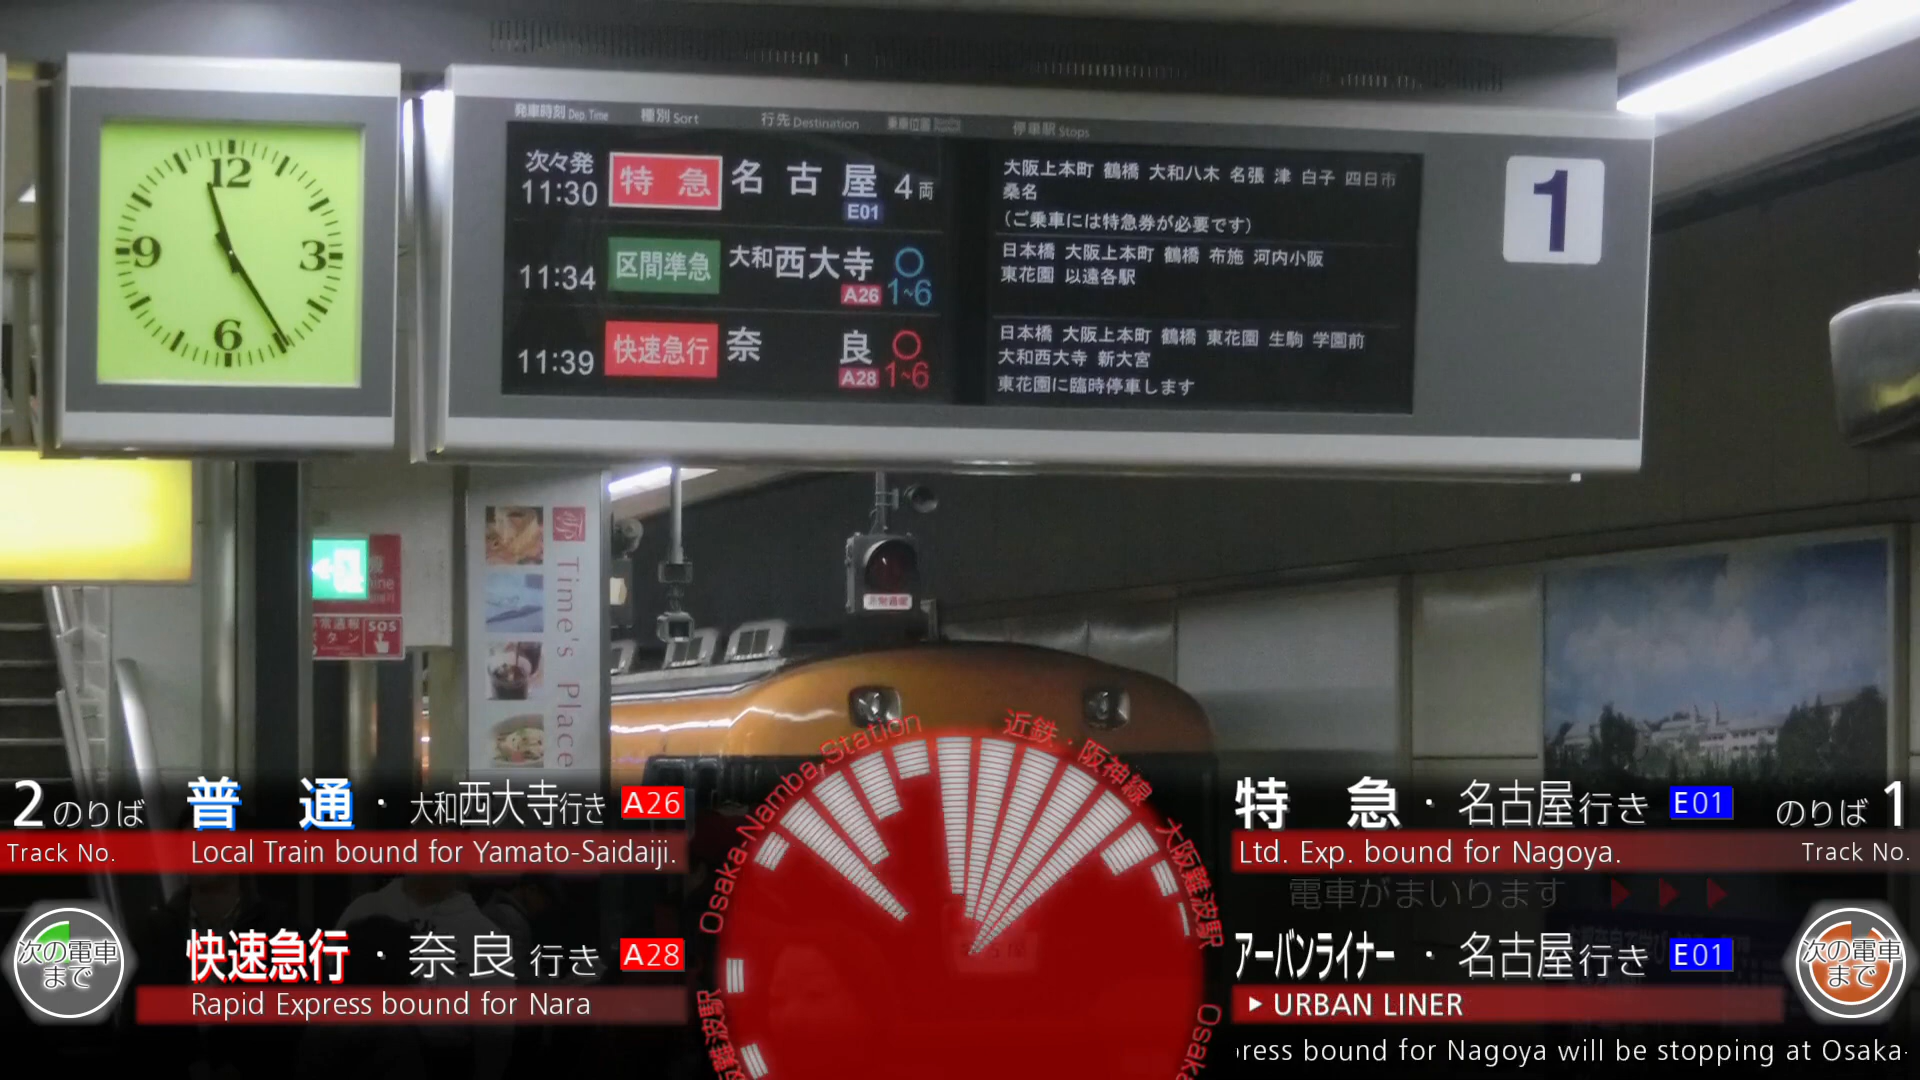 12
9
3
6
発車時刻 Dep. Time 種別 Sort 行先 Destination 乗車位置 停車駅 Stops
次々発
11:30 特急 名古屋 4両
E01
大阪上本町 鶴橋 大和八木 名張 津 白子 四日市
桑名
(ご乗車には特急券が必要です)
11:34 区間準急 大和西大寺 ○
A26 1~6
日本橋 大阪上本町 鶴橋 布施 河内小阪
東花園 以遠各駅
11:39 快速急行 奈良 ○
A28 1~6
日本橋 大阪上本町 鶴橋 東花園 生駒 学園前
大和西大寺 新大宮
東花園に臨時停車します
1
SOS
Time's Place
非常通報
Osaka-Namba Station
近鉄・阪神線
大阪難波駅
2のりば 普通・大和西大寺行き A26
Track No. Local Train bound for Yamato-Saidaiji.
次の電車まで
快速急行・奈良行き A28
Rapid Express bound for Nara
特急・名古屋行き E01 のりば1
Ltd. Exp. bound for Nagoya. Track No.
電車がまいります
アーバンライナー・名古屋行き E01
▶ URBAN LINER
次の電車まで
ress bound for Nagoya will be stopping at Osaka-